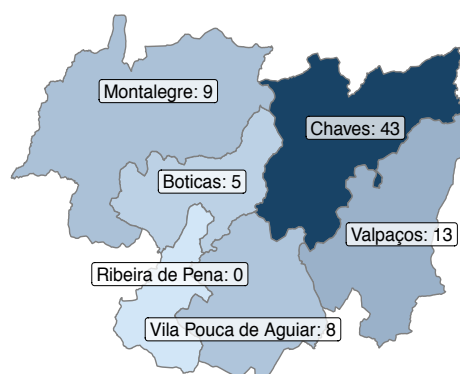 Montalegre: 9
Chaves: 43
Boticas: 5
Valpaços: 13
Ribeira de Pena: 0
Vila Pouca de Aguiar: 8